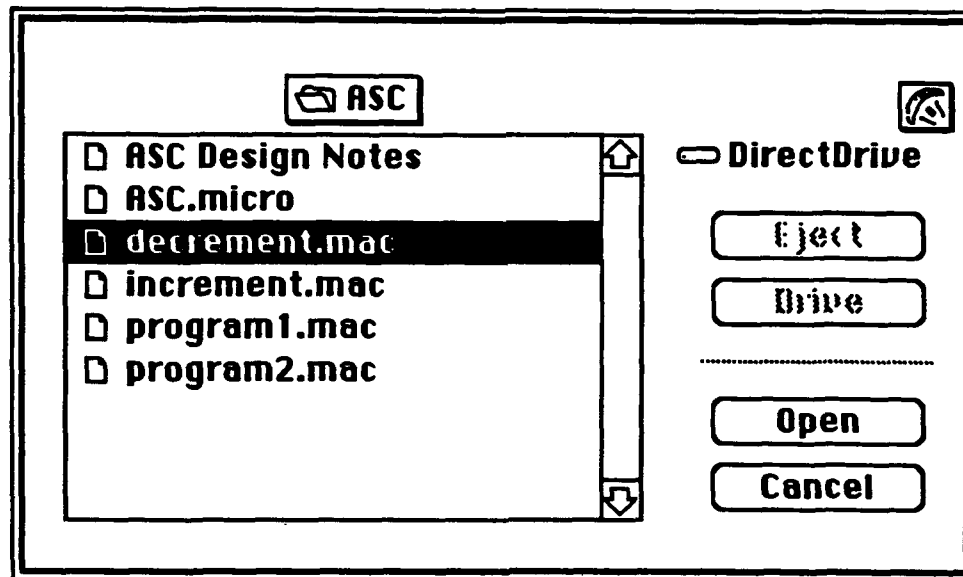 ASC
ASC Design Notes
ASC.micro
decrement.mac
increment.mac
program1.mac
program2.mac
DirectDrive
Eject
Drive
Open
Cancel